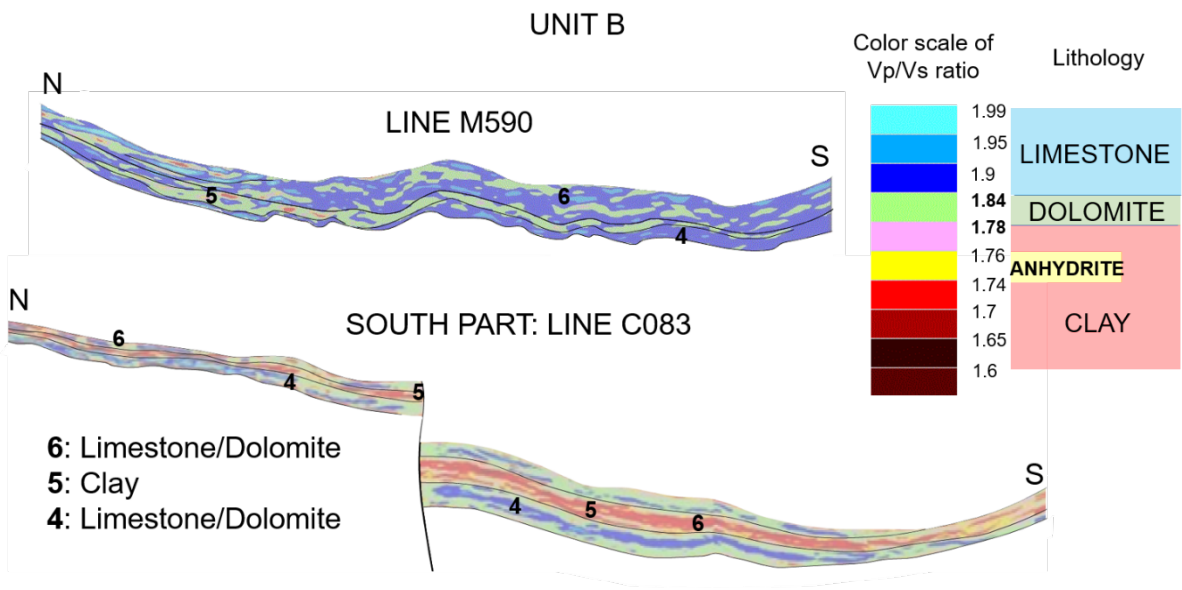 UNIT B
Color scale of
Vp/Vs ratio
Lithology
N
LINE M590
S
5
6
4
1.99
1.95
1.9
1.84
1.78
1.76
1.74
1.7
1.65
1.6
LIMESTONE
DOLOMITE
ANHYDRITE
CLAY
N
SOUTH PART: LINE C083
6
4
5
S
4
5
6
6: Limestone/Dolomite
5: Clay
4: Limestone/Dolomite